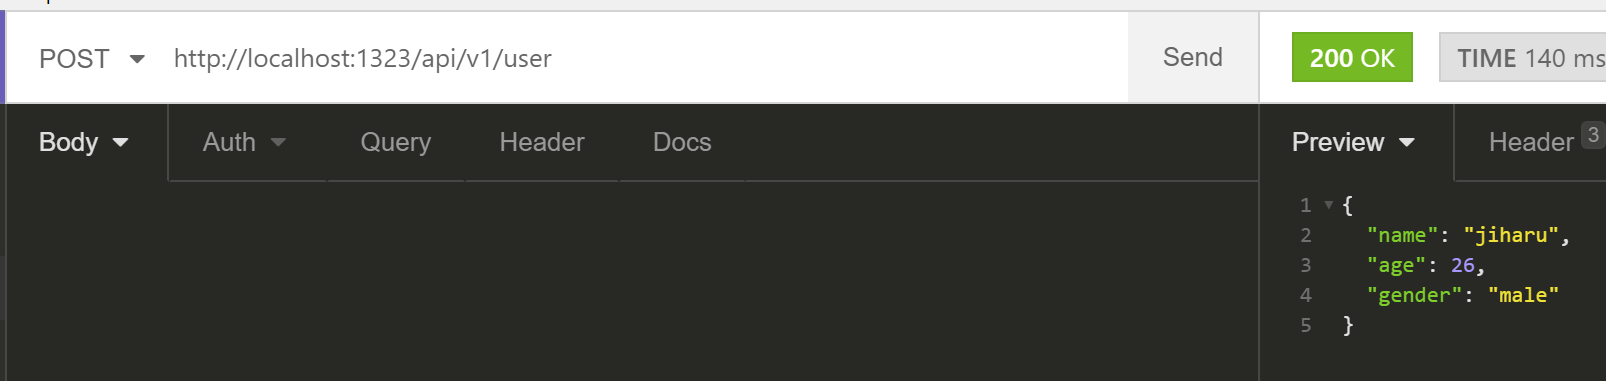 POST http://localhost:1323/api/v1/user Send 200 OK TIME 140 ms
Body Auth Query Header Docs Preview Header 3
1 {
2 "name": "jiharu",
3 "age": 26,
4 "gender": "male"
5 }